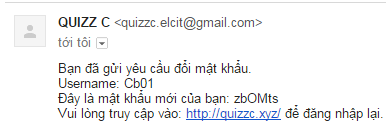 QUIZZ C <quizzc.elcit@gmail.com>
tới tôi
Bạn đã gửi yêu cầu đổi mật khẩu.
Username: Cb01
Đây là mật khẩu mới của bạn: zbOMts
Vui lòng truy cập vào: http://quizzc.xyz/ để đăng nhập lại.